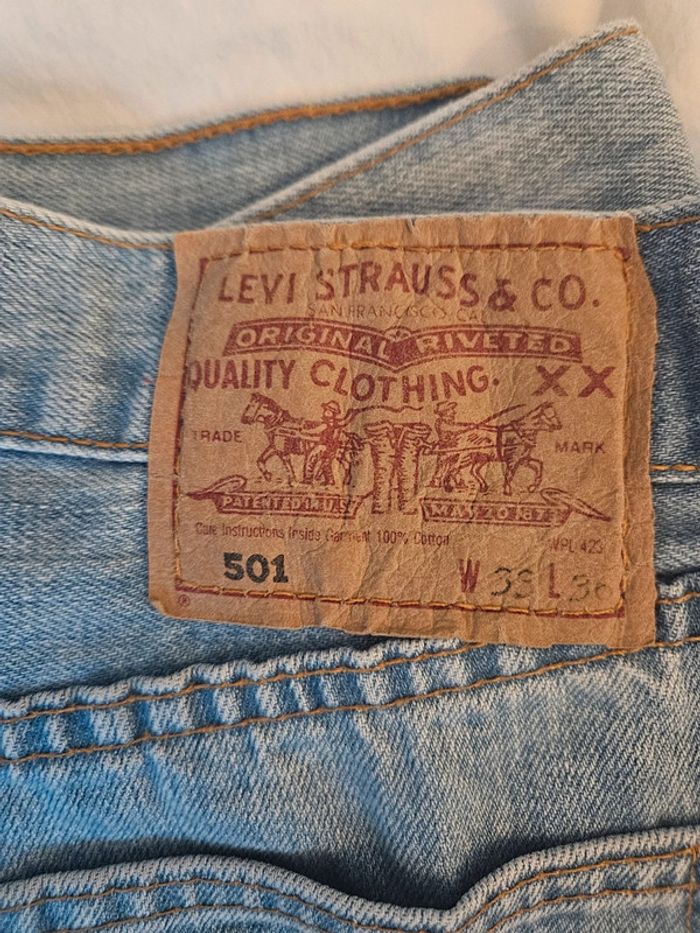 LEVI STRAUSS & CO.
SAN FRANCISCO, CAL
ORIGINAL RIVETED
QUALITY CLOTHING. XX
TRADE MARK
PATENTED IN U.S. MAY 20 1873
Care Instructions Inside Garment 100% Cotton WPL 423
501 W L 36
®